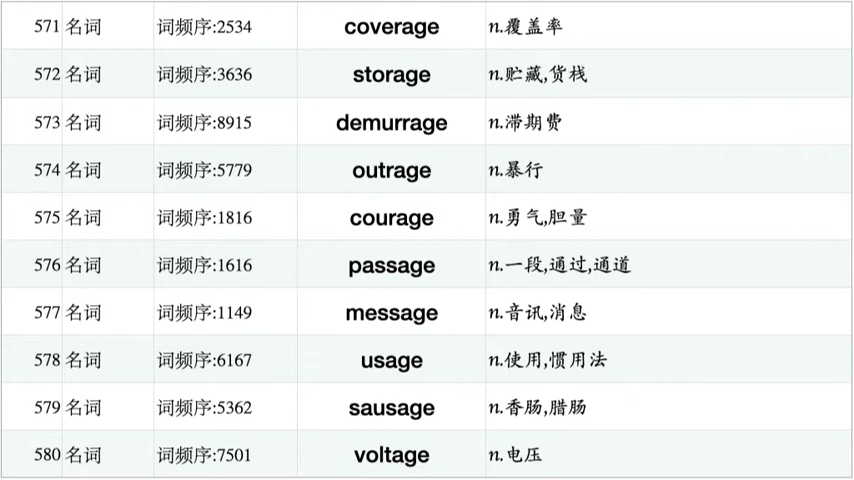 571 名词 词频序:2534 coverage n.覆盖率
572 名词 词频序:3636 storage n.贮藏,货栈
573 名词 词频序:8915 demurrage n.滞期费
574 名词 词频序:5779 outrage n.暴行
575 名词 词频序:1816 courage n.勇气,胆量
576 名词 词频序:1616 passage n.一段,通过,通道
577 名词 词频序:1149 message n.音讯,消息
578 名词 词频序:6167 usage n.使用,惯用法
579 名词 词频序:5362 sausage n.香肠,腊肠
580 名词 词频序:7501 voltage n.电压